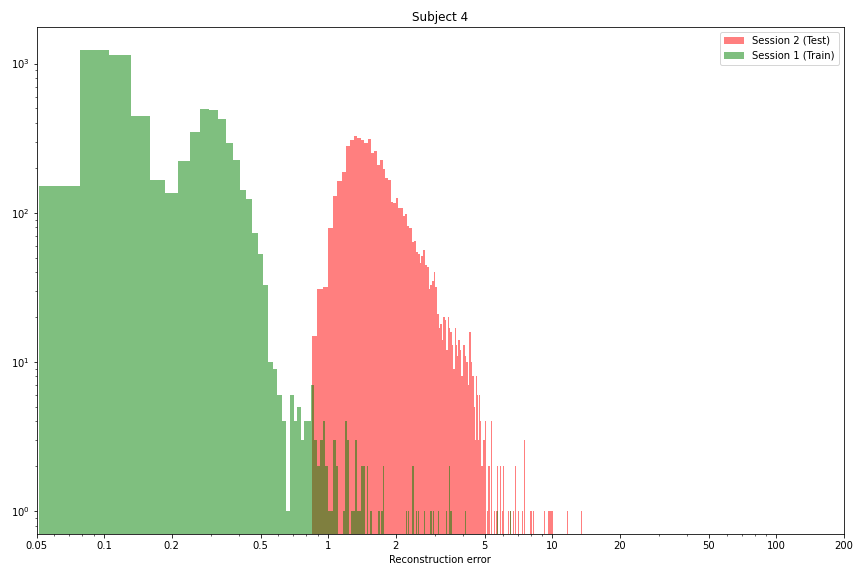 Subject 4
Session 2 (Test)
Session 1 (Train)
10³
10²
10¹
10⁰
0.05 0.1 0.2 0.5 1 2 5 10 20 50 100 200
Reconstruction error